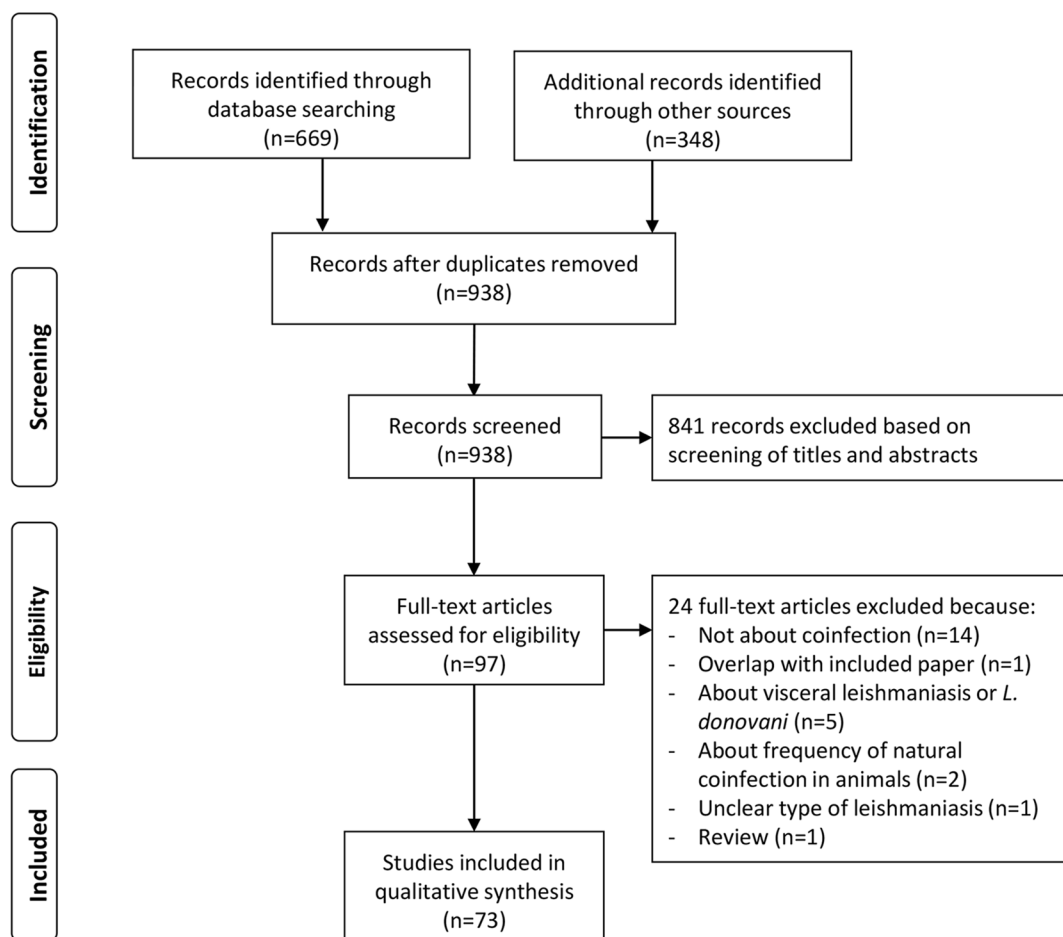 Identification
Records identified through
database searching
(n=669)
Additional records identified
through other sources
(n=348)
Records after duplicates removed
(n=938)
Screening
Records screened
(n=938)
841 records excluded based on
screening of titles and abstracts
Eligibility
Full-text articles
assessed for eligibility
(n=97)
24 full-text articles excluded because:
- Not about coinfection (n=14)
- Overlap with included paper (n=1)
- About visceral leishmaniasis or L.
donovani (n=5)
- About frequency of natural
coinfection in animals (n=2)
- Unclear type of leishmaniasis (n=1)
- Review (n=1)
Included
Studies included in
qualitative synthesis
(n=73)